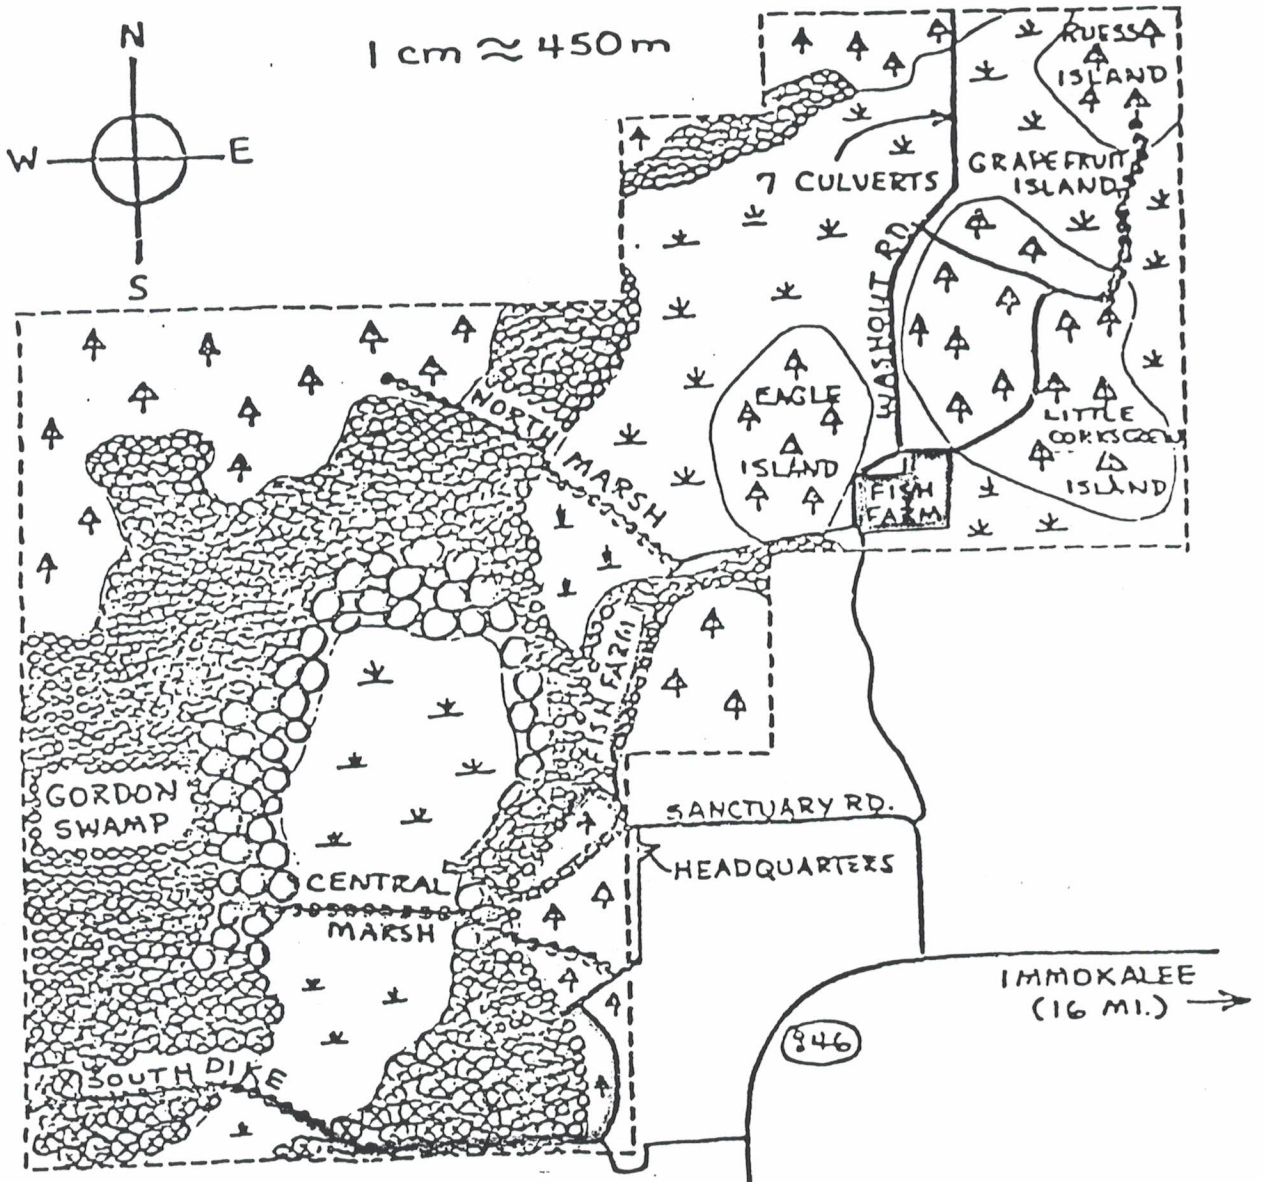 N
1 cm ≈ 450 m
W E
S
RUESS
ISLAND
7 CULVERTS
GRAPEFRUIT
ISLAND
WASHOUT RD.
EAGLE
ISLAND
LITTLE
CORKSCREW
ISLAND
FISH
FARM
NORTH MARSH
FISH FARM
GORDON
SWAMP
SANCTUARY RD.
HEADQUARTERS
CENTRAL
MARSH
IMMOKALEE
(16 MI.)
846
SOUTH DIKE